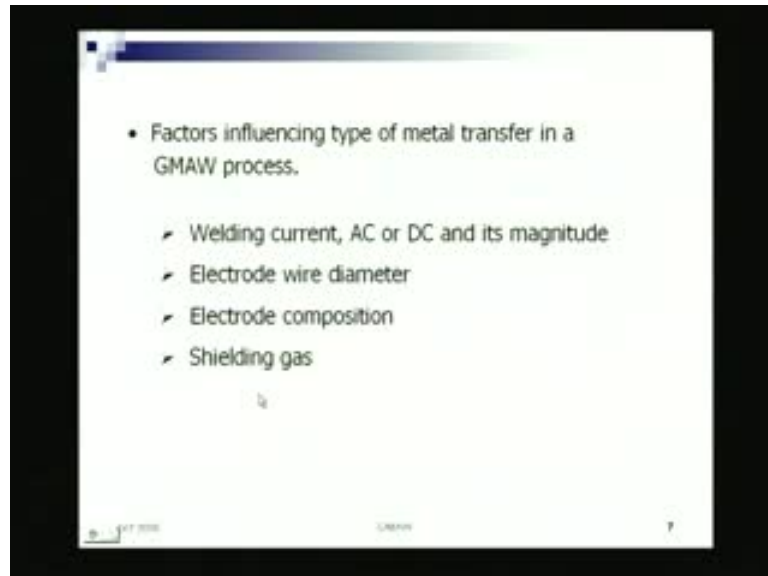 • Factors influencing type of metal transfer in a
GMAW process.
Welding current, AC or DC and its magnitude
Electrode wire diameter
Electrode composition
Shielding gas
7